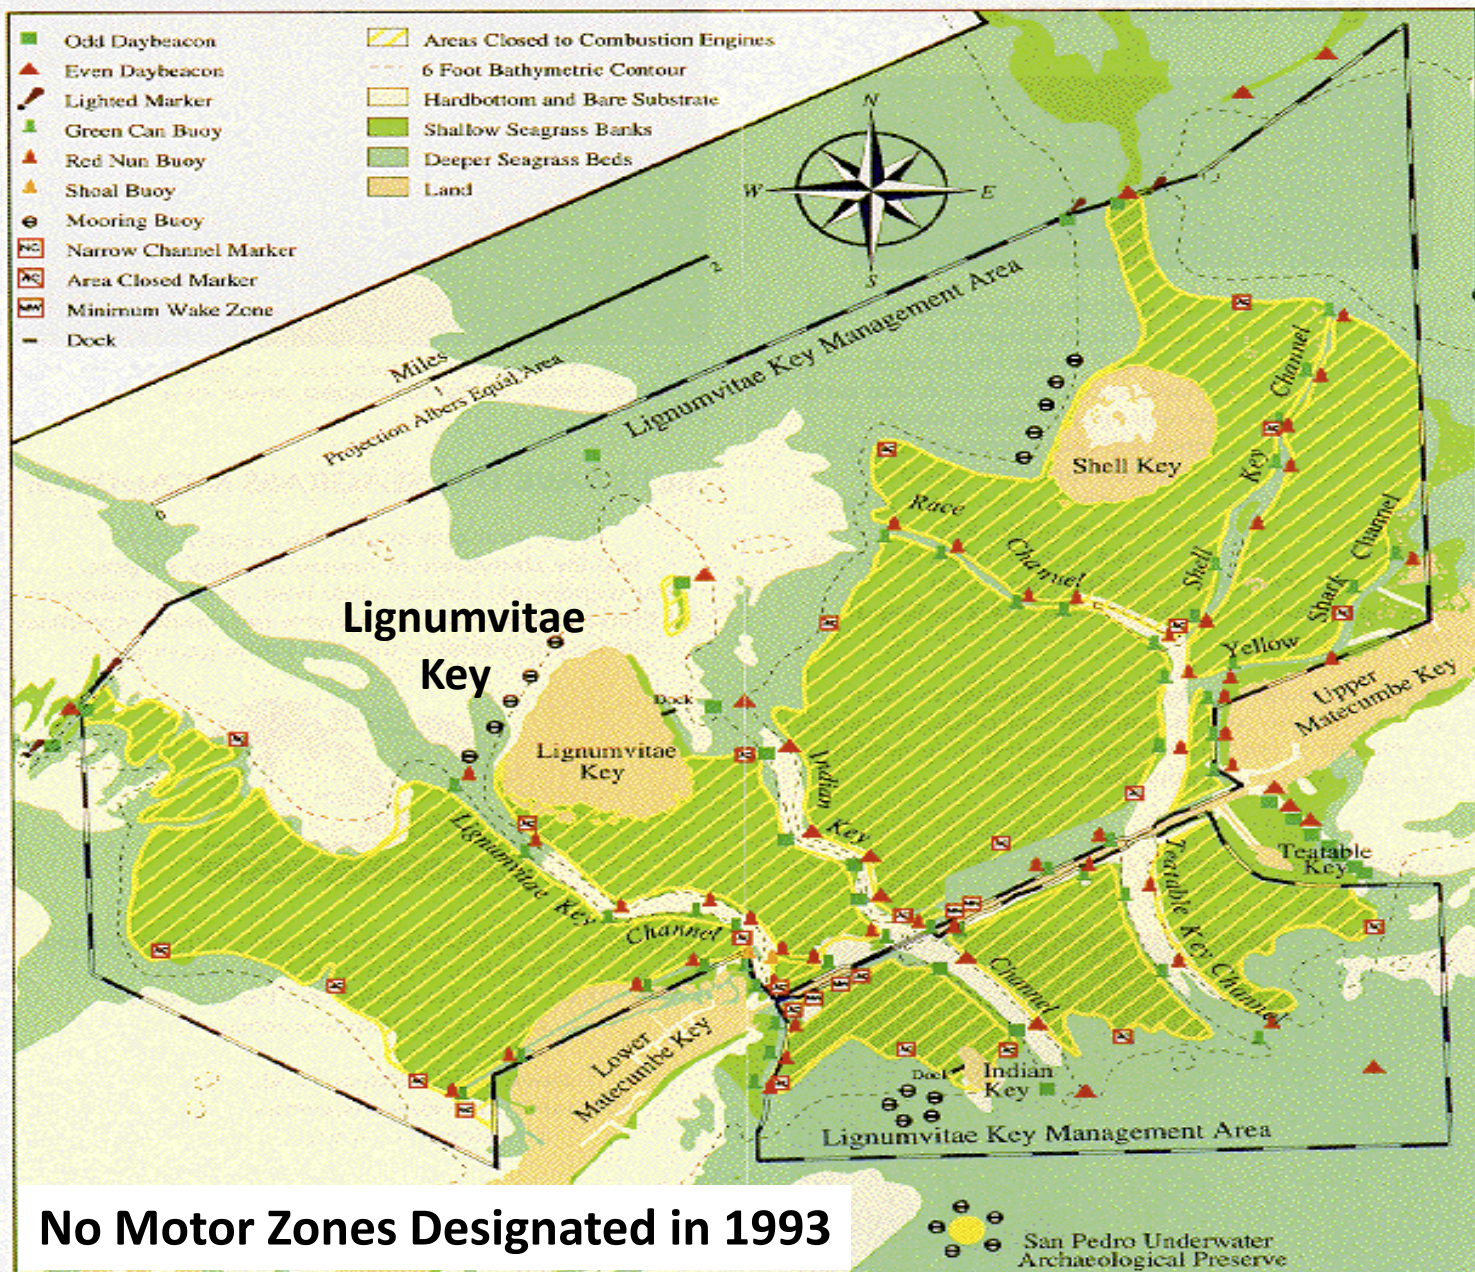 Odd Daybeacon
Even Daybeacon
Lighted Marker
Green Can Buoy
Red Nun Buoy
Shoal Buoy
Mooring Buoy
Narrow Channel Marker
Area Closed Marker
Minimum Wake Zone
Dock
Areas Closed to Combustion Engines
6 Foot Bathymetric Contour
Hardbottom and Bare Substrate
Shallow Seagrass Banks
Deeper Seagrass Beds
Land
N
W
E
S
0
1
2
Miles
Projection Albers Equal Area
Lignumvitae Key Management Area
Shell Key
Race
Channel
Shell
Key
Channel
Shark
Channel
Yellow
Upper
Matecumbe Key
Lignumvitae
Key
Dock
Lignumvitae
Key
Indian
Key
Channel
Lignumvitae Key
Channel
Teatable Key Channel
Teatable
Key
Lower
Matecumbe Key
Dock
Indian
Key
Lignumvitae Key Management Area
No Motor Zones Designated in 1993
San Pedro Underwater
Archaeological Preserve